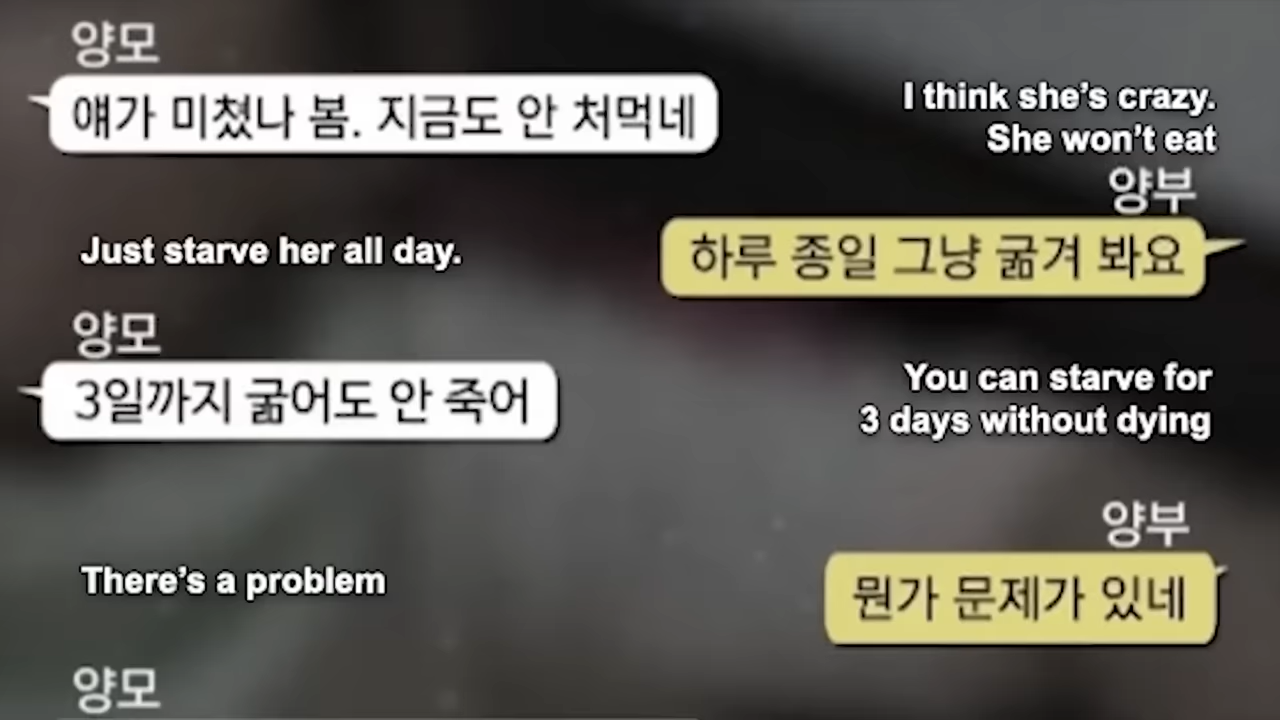 양모
얘가 미쳤나 봄. 지금도 안 처먹네
I think she's crazy.
She won't eat
양부
하루 종일 그냥 굶겨 봐요
Just starve her all day.
양모
3일까지 굶어도 안 죽어
You can starve for
3 days without dying
양부
뭔가 문제가 있네
There's a problem
양모